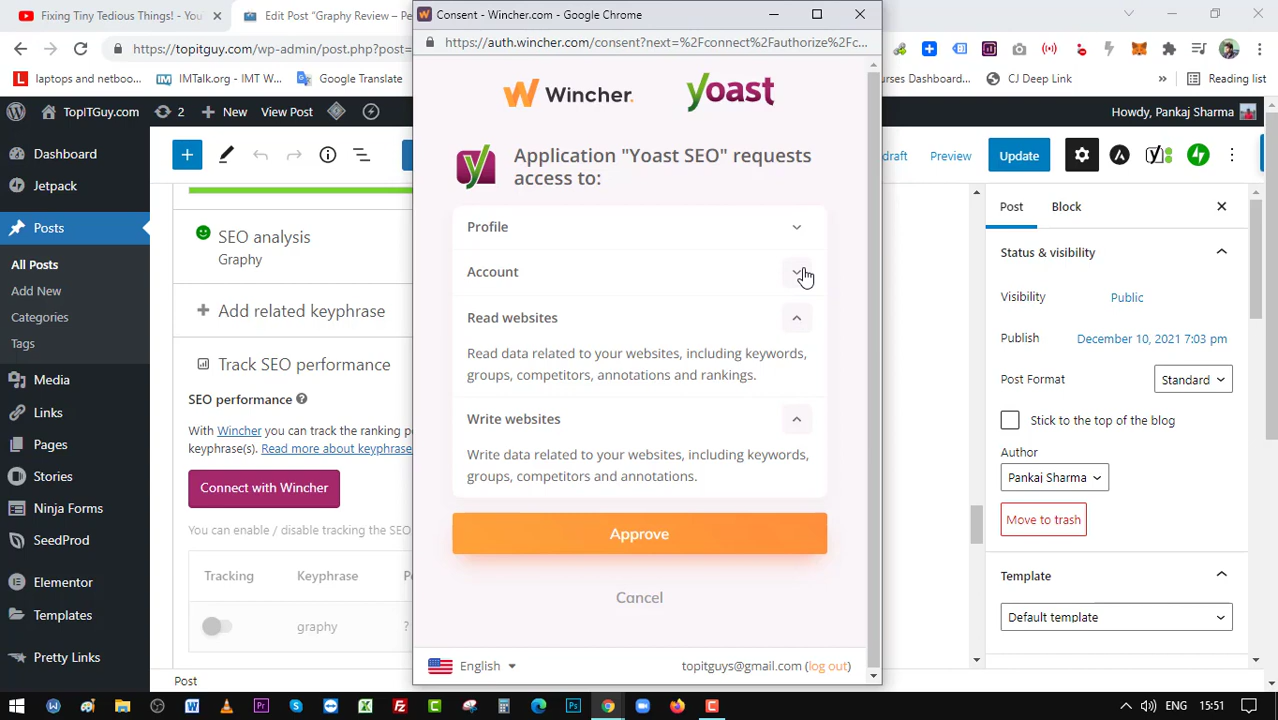 Fixing Tiny Tedious Things! - You
Edit Post "Graphy Review – Pe
Consent - Wincher.com - Google Chrome
https://topitguy.com/wp-admin/post.php?post=
https://auth.wincher.com/consent?next=%2Fconnect%2Fauthorize%2Fc...
laptops and netboo...
IMTalk.org - IMT W...
Google Translate
urses Dashboard...
CJ Deep Link
»
Reading list
TopITGuy.com
2
New
View Post
Howdy, Pankaj Sharma
Dashboard
Jetpack
Posts
All Posts
Add New
Categories
Tags
Media
Links
Pages
Stories
Ninja Forms
SeedProd
Elementor
Templates
Pretty Links
draft
Preview
Update
SEO analysis
Graphy
Add related keyphrase
Track SEO performance
SEO performance
With Wincher you can track the ranking p
keyphrase(s). Read more about keyphrase
Connect with Wincher
You can enable / disable tracking the SEO
Tracking
Keyphrase
P
graphy
?
Post
Wincher.
yoast
Application "Yoast SEO" requests
access to:
Profile
Account
Read websites
Read data related to your websites, including keywords,
groups, competitors, annotations and rankings.
Write websites
Write data related to your websites, including keywords,
groups, competitors and annotations.
Approve
Cancel
English
topitguys@gmail.com (log out)
Post
Block
Status & visibility
Visibility
Public
Publish
December 10, 2021 7:03 pm
Post Format
Standard
Stick to the top of the blog
Author
Pankaj Sharma
Move to trash
Template
Default template
ENG
15:51